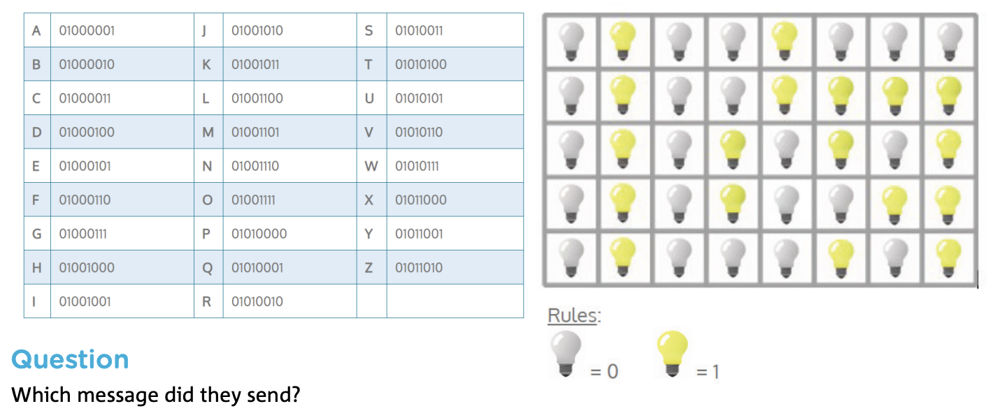 A 01000001 J 01001010 S 01010011
B 01000010 K 01001011 T 01010100
C 01000011 L 01001100 U 01010101
D 01000100 M 01001101 V 01010110
E 01000101 N 01001110 W 01010111
F 01000110 O 01001111 X 01011000
G 01000111 P 01010000 Y 01011001
H 01001000 Q 01010001 Z 01011010
I 01001001 R 01010010
Rules:
= 0 = 1
Question
Which message did they send?